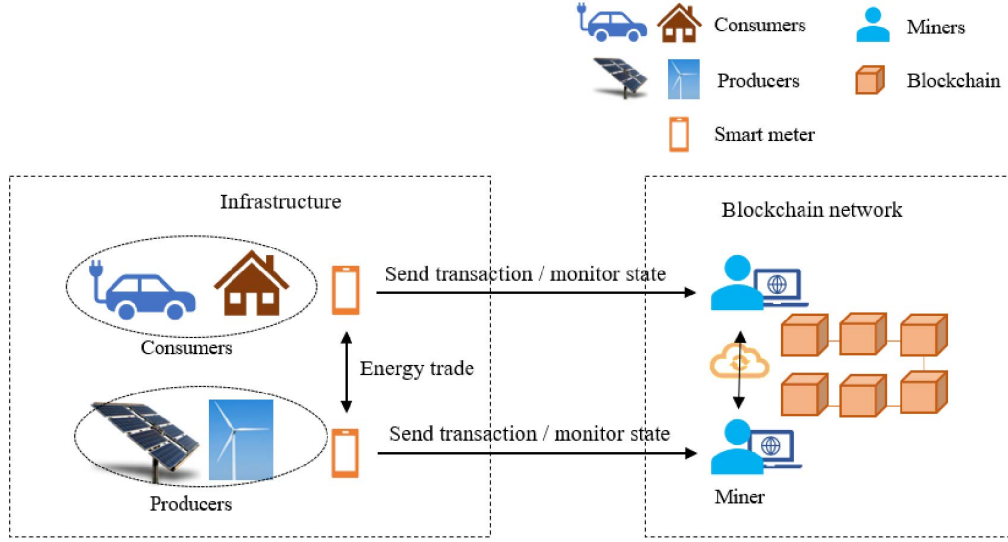 Consumers
Miners
Producers
Blockchain
Smart meter
Infrastructure
Blockchain network
Send transaction / monitor state
Consumers
Energy trade
Send transaction / monitor state
Producers
Miner